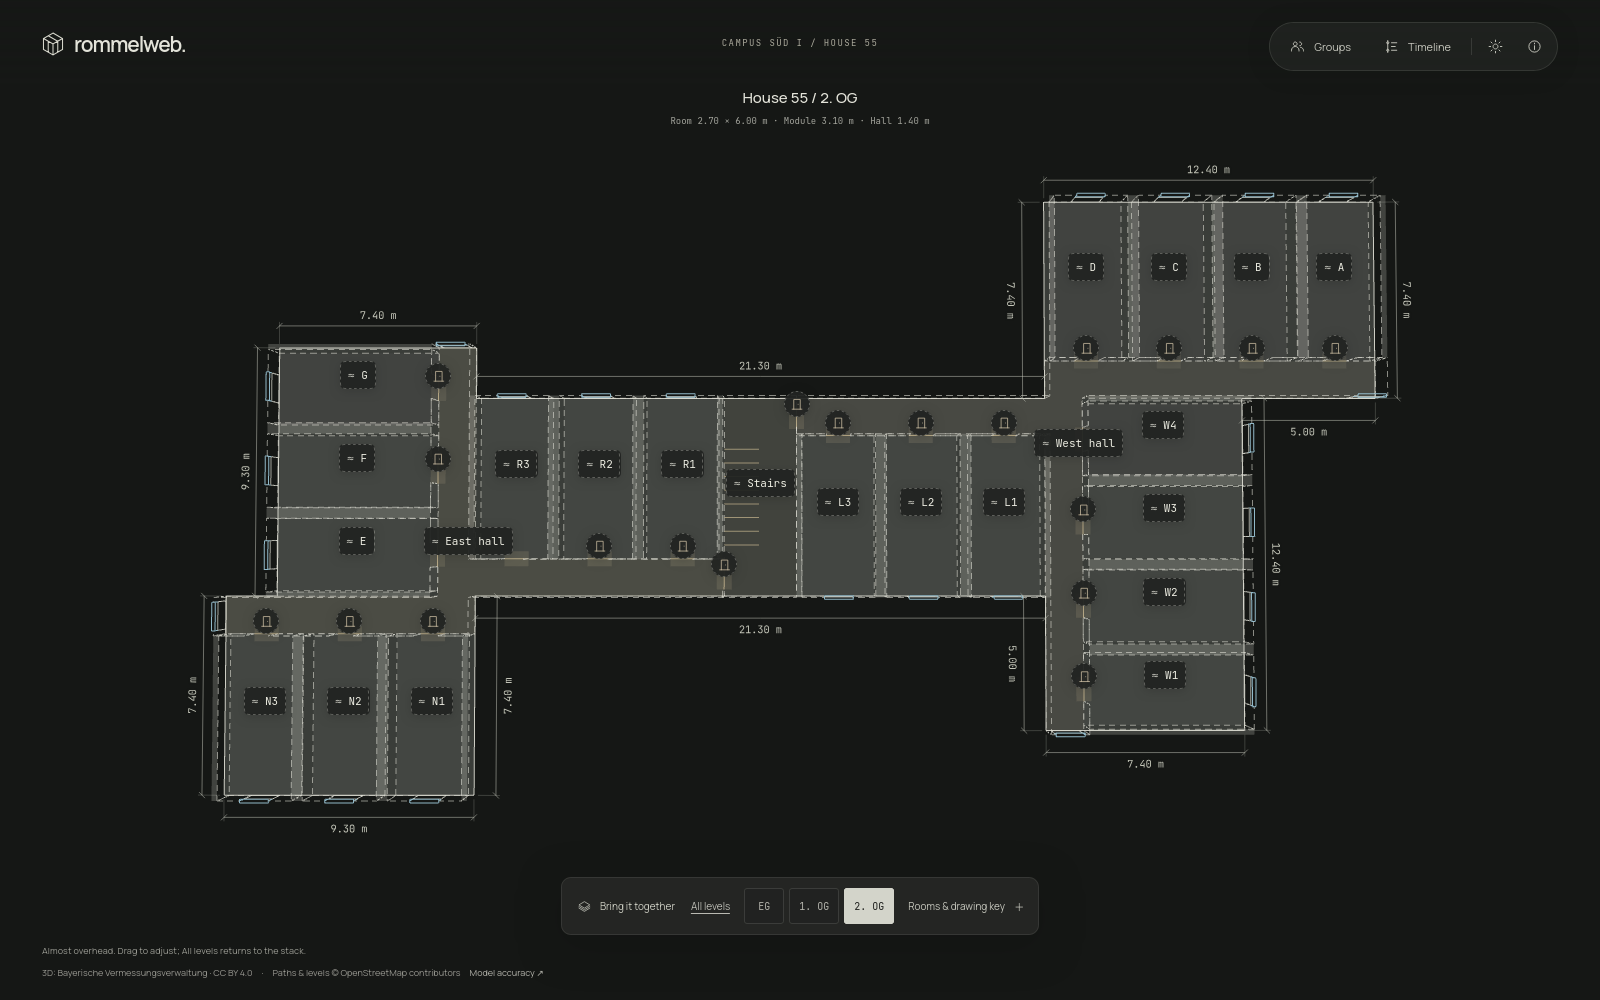 rommelweb.
CAMPUS SÜD I / HOUSE 55
Groups
Timeline
House 55 / 2. OG
Room 2.70 × 6.00 m · Module 3.10 m · Hall 1.40 m
12.40 m
7.40 m
≈ D
≈ C
≈ B
≈ A
7.40 m
7.40 m
21.30 m
≈ G
≈ F
≈ E
9.30 m
≈ R3
≈ R2
≈ R1
≈ Stairs
≈ L3
≈ L2
≈ L1
≈ West hall
≈ East hall
≈ W4
≈ W3
≈ W2
≈ W1
5.00 m
12.40 m
21.30 m
5.00 m
7.40 m
7.40 m
≈ N3
≈ N2
≈ N1
7.40 m
9.30 m
Bring it together
All levels
EG
1. OG
2. OG
Rooms & drawing key +
Almost overhead. Drag to adjust; All levels returns to the stack.
3D: Bayerische Vermessungsverwaltung · CC BY 4.0 · Paths & levels © OpenStreetMap contributors Model accuracy ↗